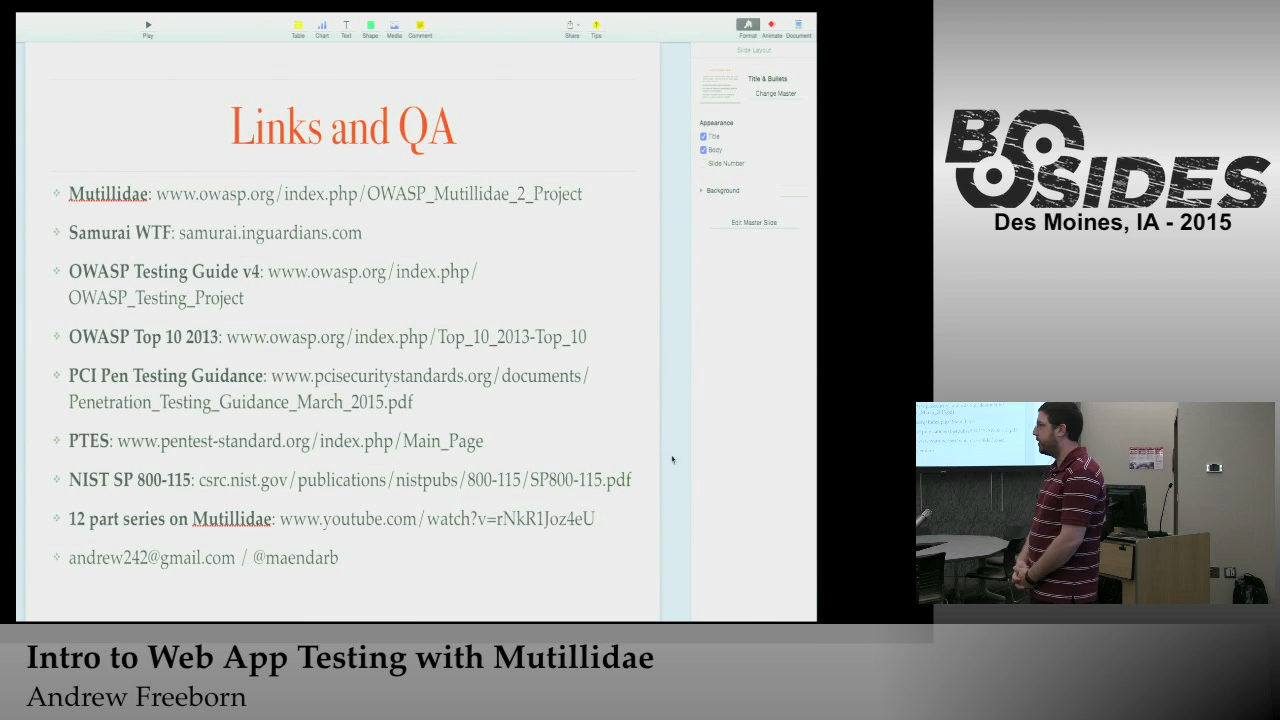 Play
Table
Chart
Text
Shape
Media
Comment
Share
Tips
Format
Animate
Document
Slide Layout
Title & Bullets
Change Master
Appearance
Title
Body
Slide Number
Background
Edit Master Slide
Links and QA
Mutillidae: www.owasp.org/index.php/OWASP_Mutillidae_2_Project
Samurai WTF: samurai.inguardians.com
OWASP Testing Guide v4: www.owasp.org/index.php/
OWASP_Testing_Project
OWASP Top 10 2013: www.owasp.org/index.php/Top_10_2013-Top_10
PCI Pen Testing Guidance: www.pcisecuritystandards.org/documents/
Penetration_Testing_Guidance_March_2015.pdf
PTES: www.pentest-standard.org/index.php/Main_Page
NIST SP 800-115: csrc.nist.gov/publications/nistpubs/800-115/SP800-115.pdf
12 part series on Mutillidae: www.youtube.com/watch?v=rNkR1Joz4eU
andrew242@gmail.com / @maendarb
BSIDES
Des Moines, IA - 2015
Intro to Web App Testing with Mutillidae
Andrew Freeborn